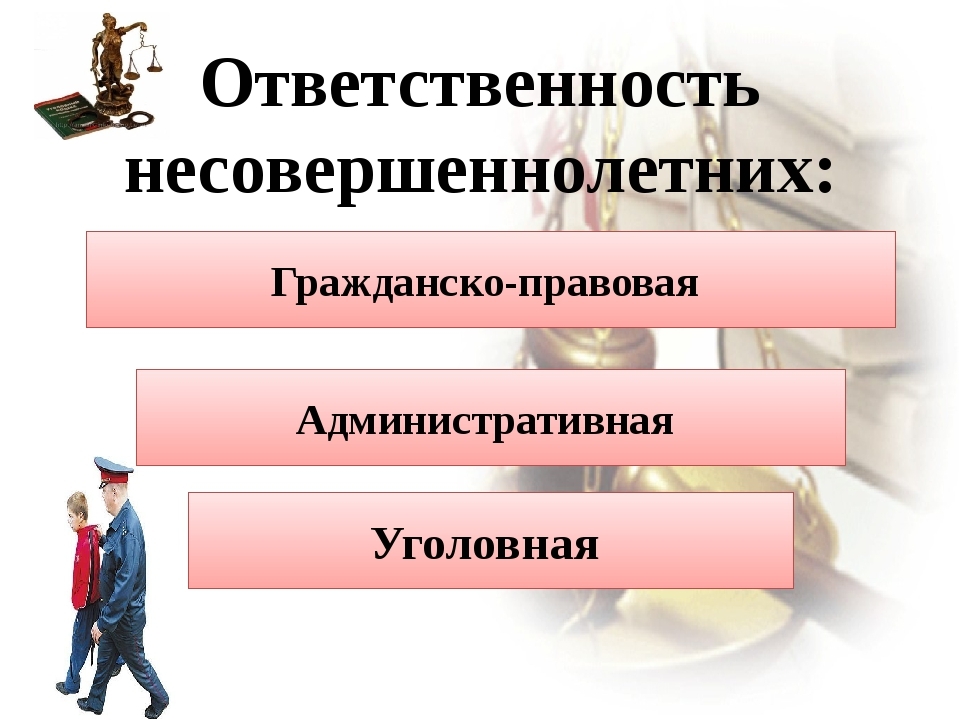 Ответственность
несовершеннолетних:
Гражданско-правовая
Административная
Уголовная